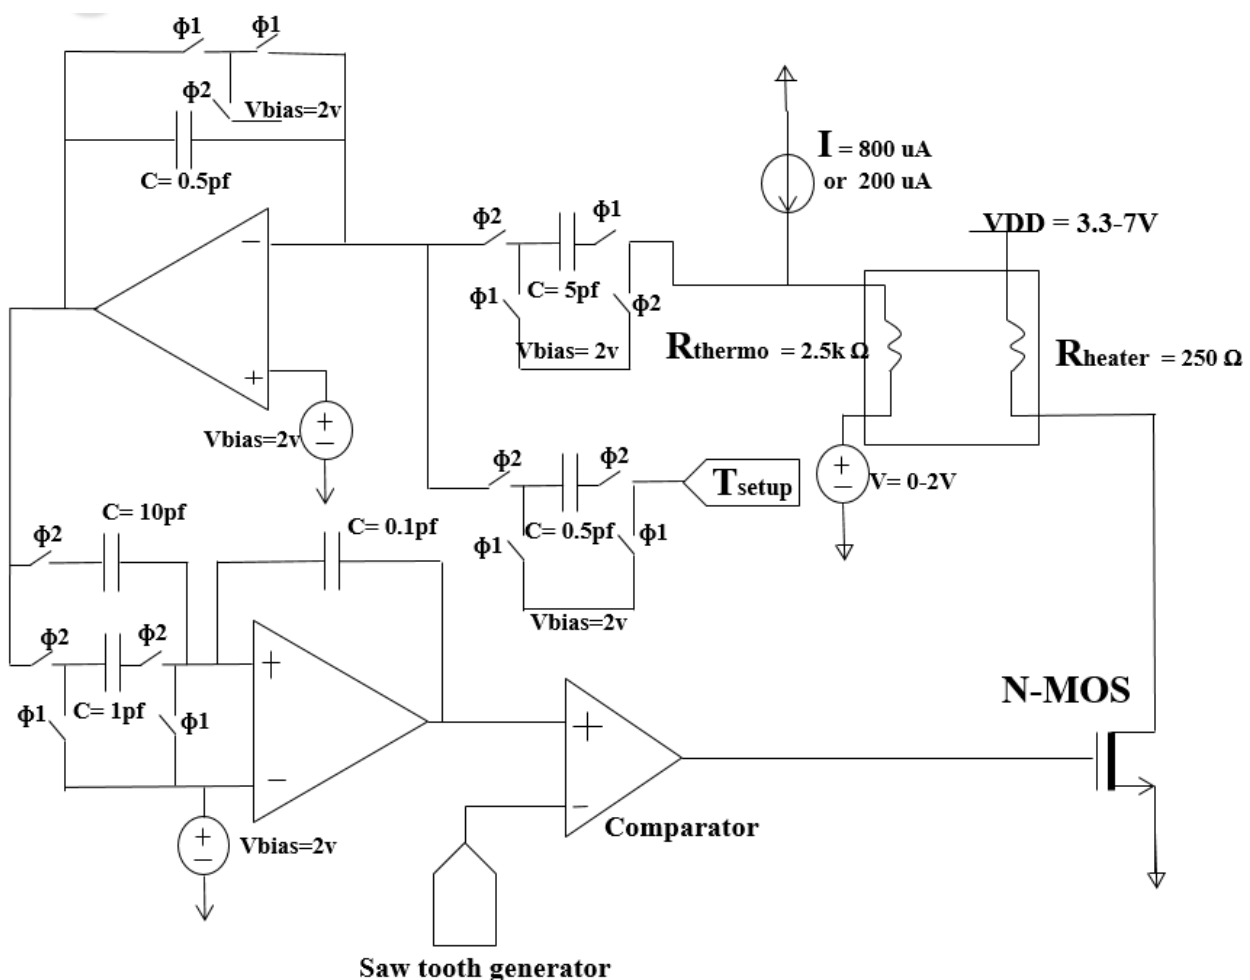 ϕ1
ϕ1
ϕ2
Vbias=2v
C= 0.5pf
I = 800 uA
or 200 uA
ϕ2
ϕ1
VDD = 3.3-7V
−
ϕ1
C= 5pf
ϕ2
Vbias= 2v
Rthermo = 2.5k Ω
Rheater = 250 Ω
+
Vbias=2v
+
−
ϕ2
ϕ2
Tsetup
+
−
V= 0-2V
C= 10pf
C= 0.1pf
ϕ2
ϕ1
C= 0.5pf
ϕ1
Vbias=2v
ϕ2
ϕ2
+
C= 1pf
ϕ1
ϕ1
−
N-MOS
+
−
Vbias=2v
+
−
Comparator
Saw tooth generator